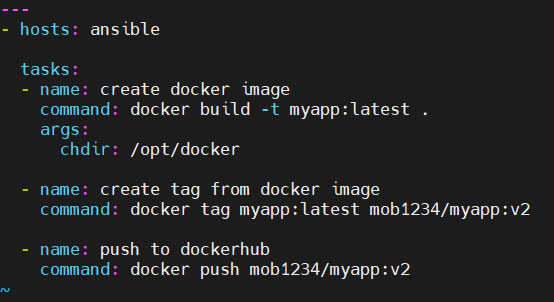 ---
- hosts: ansible
  tasks:
  - name: create docker image
    command: docker build -t myapp:latest .
    args:
      chdir: /opt/docker
  - name: create tag from docker image
    command: docker tag myapp:latest mob1234/myapp:v2
  - name: push to dockerhub
    command: docker push mob1234/myapp:v2
~